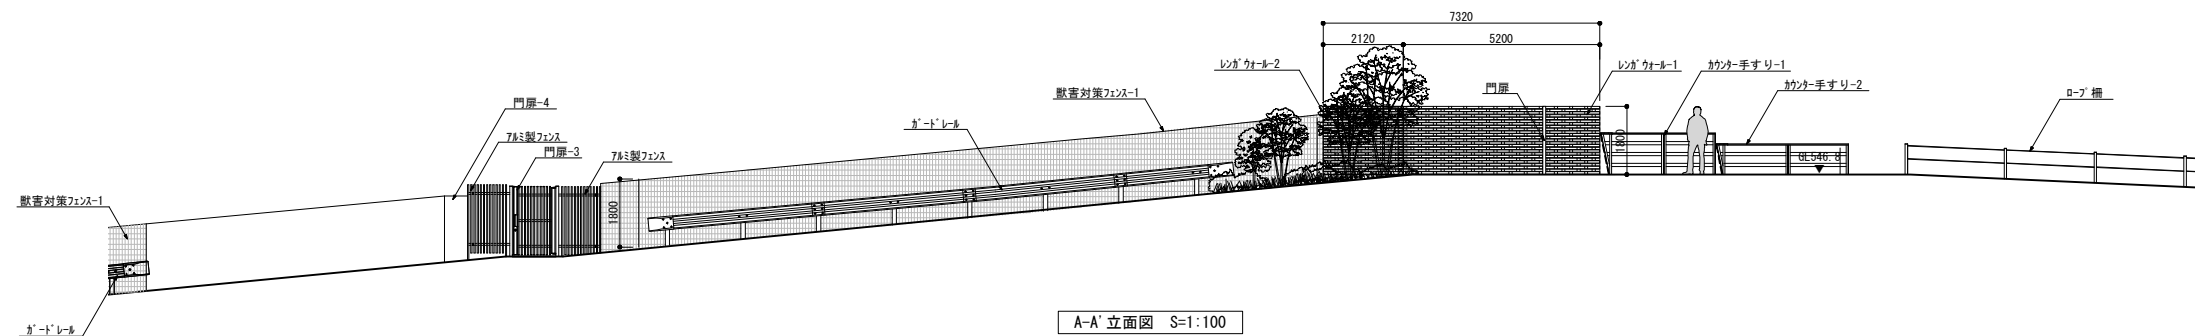 7320
2120
5200
ﾚﾝｶﾞｳｫｰﾙ-2
ﾚﾝｶﾞｳｫｰﾙ-1
ｶｳﾝﾀｰ手すり-1
ｶｳﾝﾀｰ手すり-2
門扉
ﾛｰﾌﾟ柵
獣害対策ﾌｪﾝｽ-1
門扉-4
ｱﾙﾐ製ﾌｪﾝｽ
門扉-3
ｱﾙﾐ製ﾌｪﾝｽ
ｶﾞｰﾄﾞﾚｰﾙ
1800
GL546.8
獣害対策ﾌｪﾝｽ-1
1800
ｶﾞｰﾄﾞﾚｰﾙ
A-A' 立面図 S=1:100